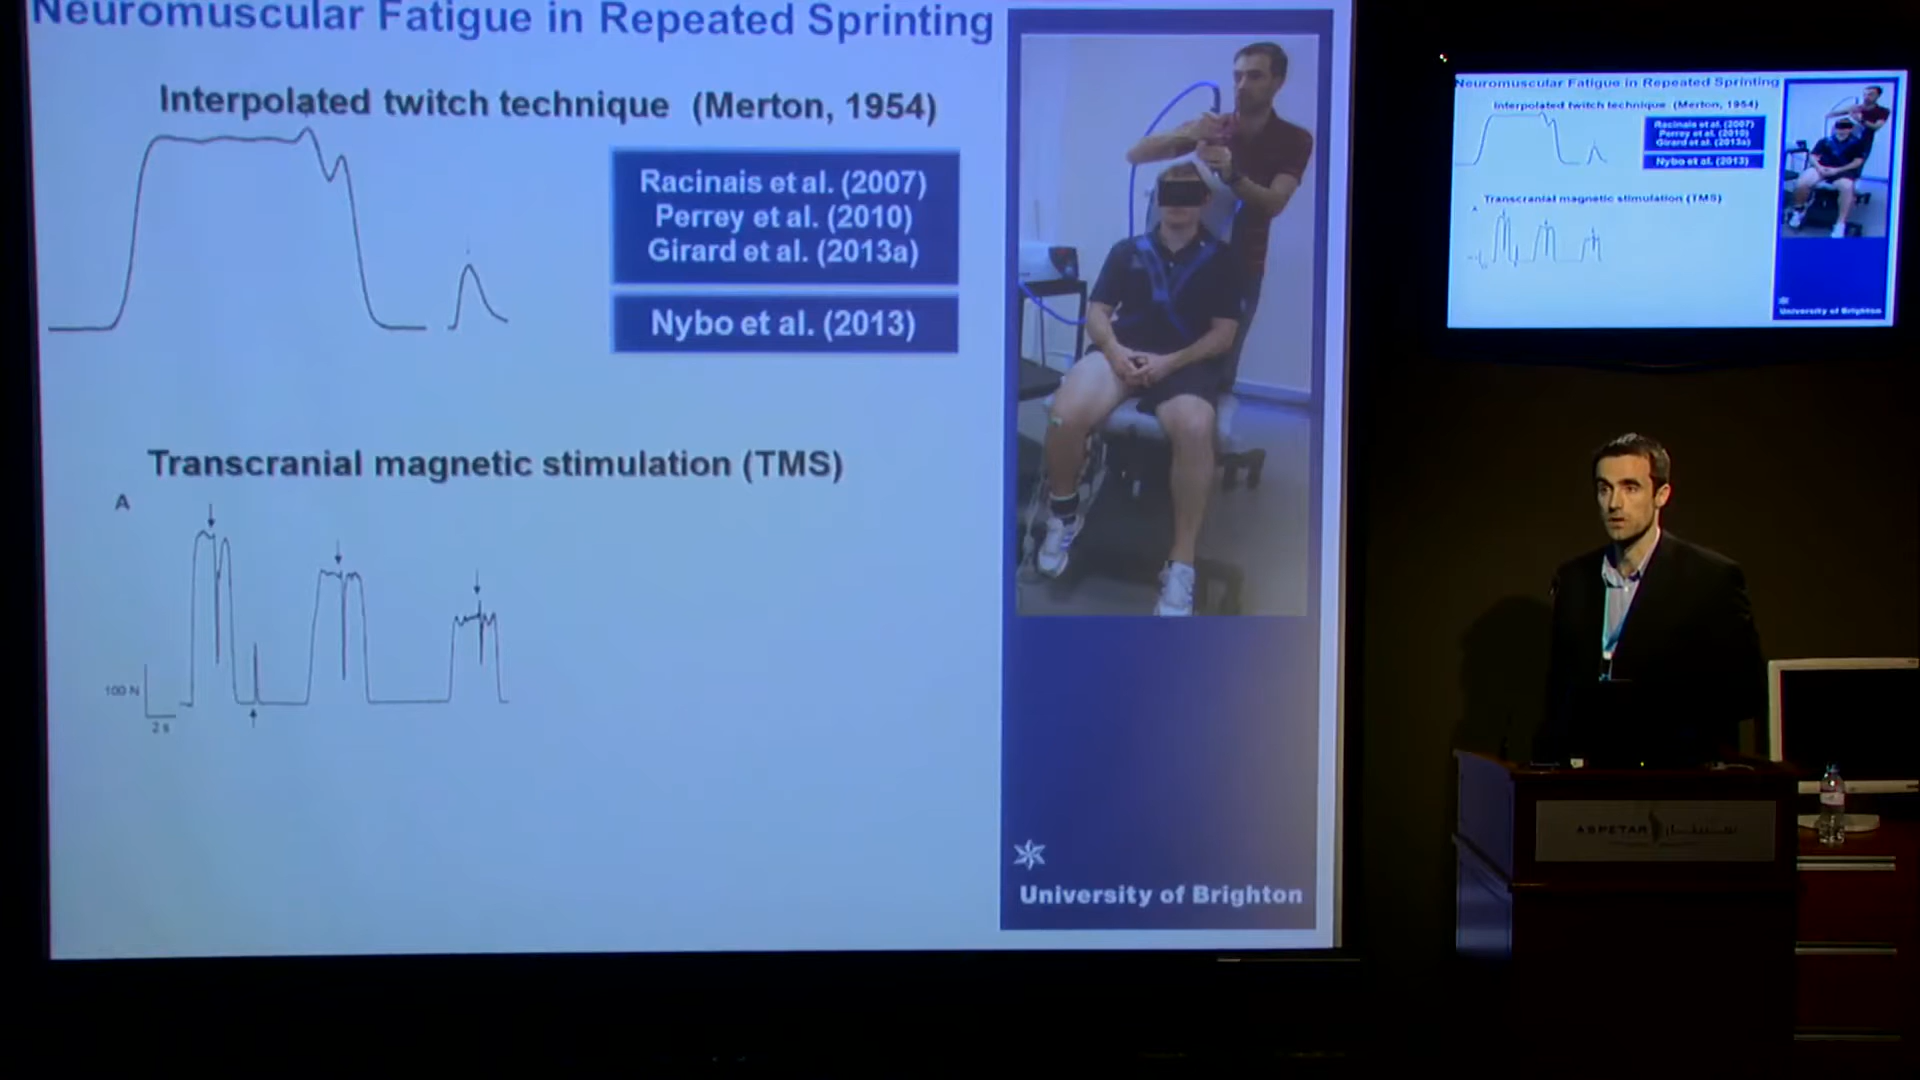 Neuromuscular Fatigue in Repeated Sprinting
Interpolated twitch technique (Merton, 1954)
Racinais et al. (2007)
Perrey et al. (2010)
Girard et al. (2013a)
Nybo et al. (2013)
Transcranial magnetic stimulation (TMS)
A
100 N
2 s
University of Brighton
Neuromuscular Fatigue in Repeated Sprinting
Interpolated twitch technique (Merton, 1954)
Racinais et al. (2007)
Perrey et al. (2010)
Girard et al. (2013a)
Nybo et al. (2013)
Transcranial magnetic stimulation (TMS)
A
University of Brighton
ASPETAR سبيتار